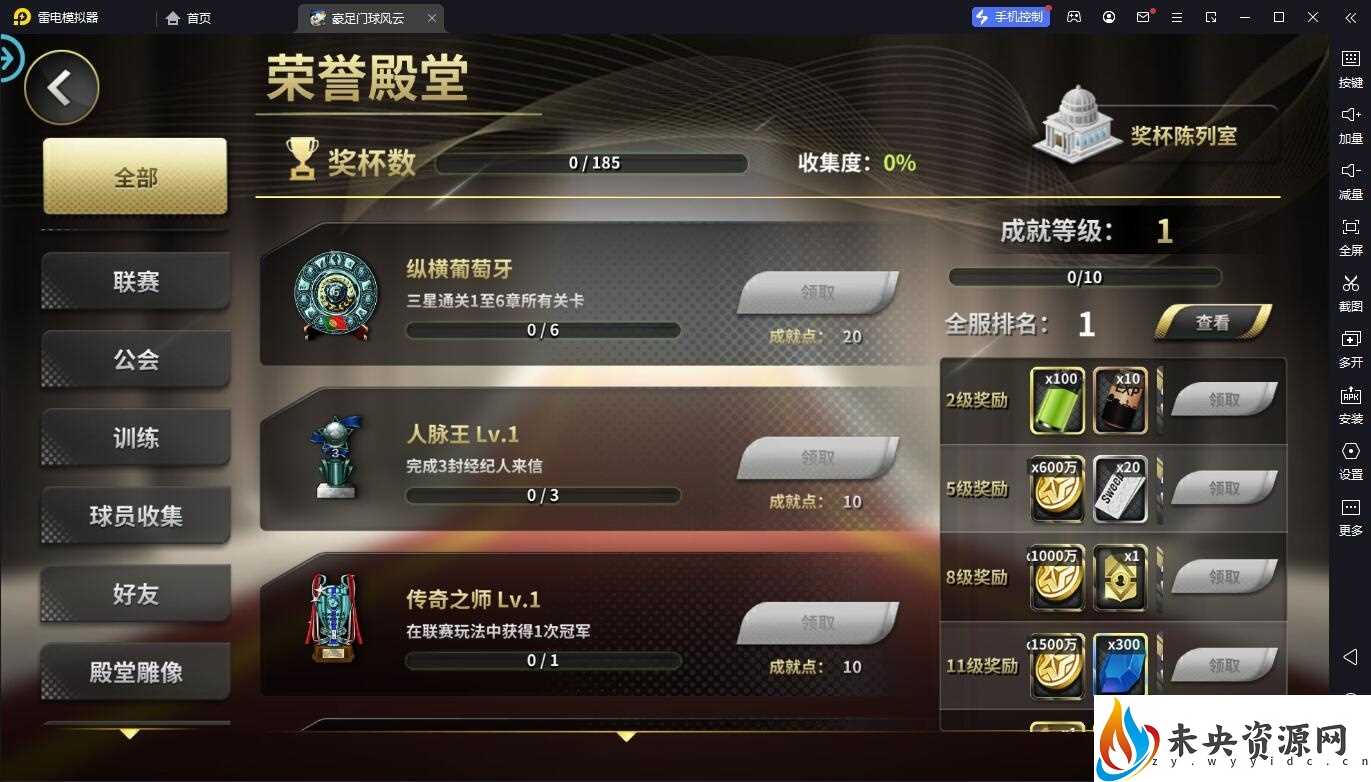 雷电模拟器
首页
豪足门球风云
手机控制
荣誉殿堂
奖杯数
0/185
收集度：0%
奖杯陈列室
全部
联赛
公会
训练
球员收集
好友
殿堂雕像
纵横葡萄牙
三星通关1至6章所有关卡
0/6
领取
成就点： 20
人脉王 Lv.1
完成3封经纪人来信
0/3
领取
成就点： 10
传奇之师 Lv.1
在联赛玩法中获得1次冠军
0/1
领取
成就点： 10
成就等级： 1
0/10
全服排名： 1
查看
2级奖励
x100
x10
EXP
领取
5级奖励
x600万
x20
Sweep
领取
8级奖励
x1000万
x1
领取
11级奖励
x1500万
x300
领取
按键
加量
减量
全屏
截图
多开
APK
安装
设置
更多
未央资源网
zy.wyyidc.cn